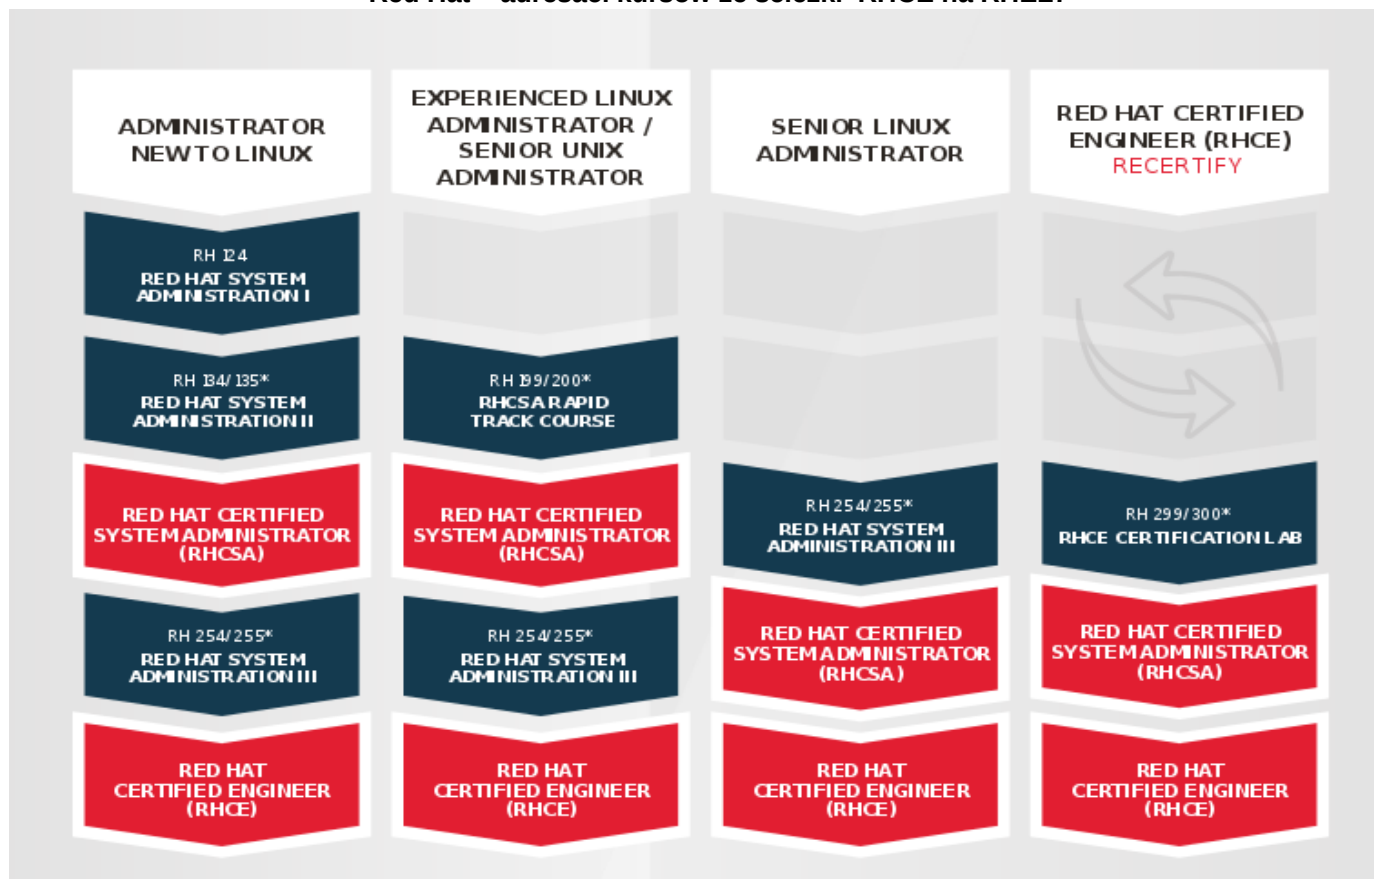 ADMINISTRATOR
NEW TO LINUX
RH 124
RED HAT SYSTEM
ADMINISTRATION I
RH 134/135*
RED HAT SYSTEM
ADMINISTRATION II
RED HAT CERTIFIED
SYSTEM ADMINISTRATOR
(RHCSA)
RH 254/255*
RED HAT SYSTEM
ADMINISTRATION III
RED HAT
CERTIFIED ENGINEER
(RHCE)
EXPERIENCED LINUX
ADMINISTRATOR /
SENIOR UNIX
ADMINISTRATOR
RH 199/200*
RHCSA RAPID
TRACK COURSE
RED HAT CERTIFIED
SYSTEM ADMINISTRATOR
(RHCSA)
RH 254/255*
RED HAT SYSTEM
ADMINISTRATION III
RED HAT
CERTIFIED ENGINEER
(RHCE)
SENIOR LINUX
ADMINISTRATOR
RH 254/255*
RED HAT SYSTEM
ADMINISTRATION III
RED HAT CERTIFIED
SYSTEM ADMINISTRATOR
(RHCSA)
RED HAT
CERTIFIED ENGINEER
(RHCE)
RED HAT CERTIFIED
ENGINEER (RHCE)
RECERTIFY
RH 299/300*
RHCE CERTIFICATION LAB
RED HAT CERTIFIED
SYSTEM ADMINISTRATOR
(RHCSA)
RED HAT
CERTIFIED ENGINEER
(RHCE)